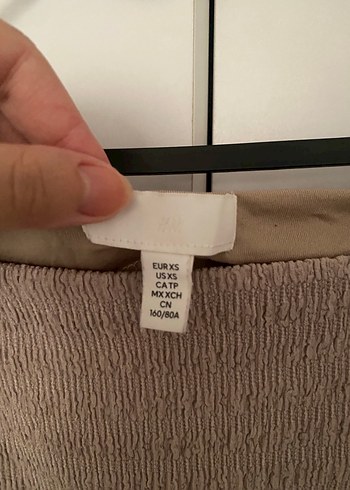 EUR XS
US XS
CA TP
MX XCH
CN
160/80A